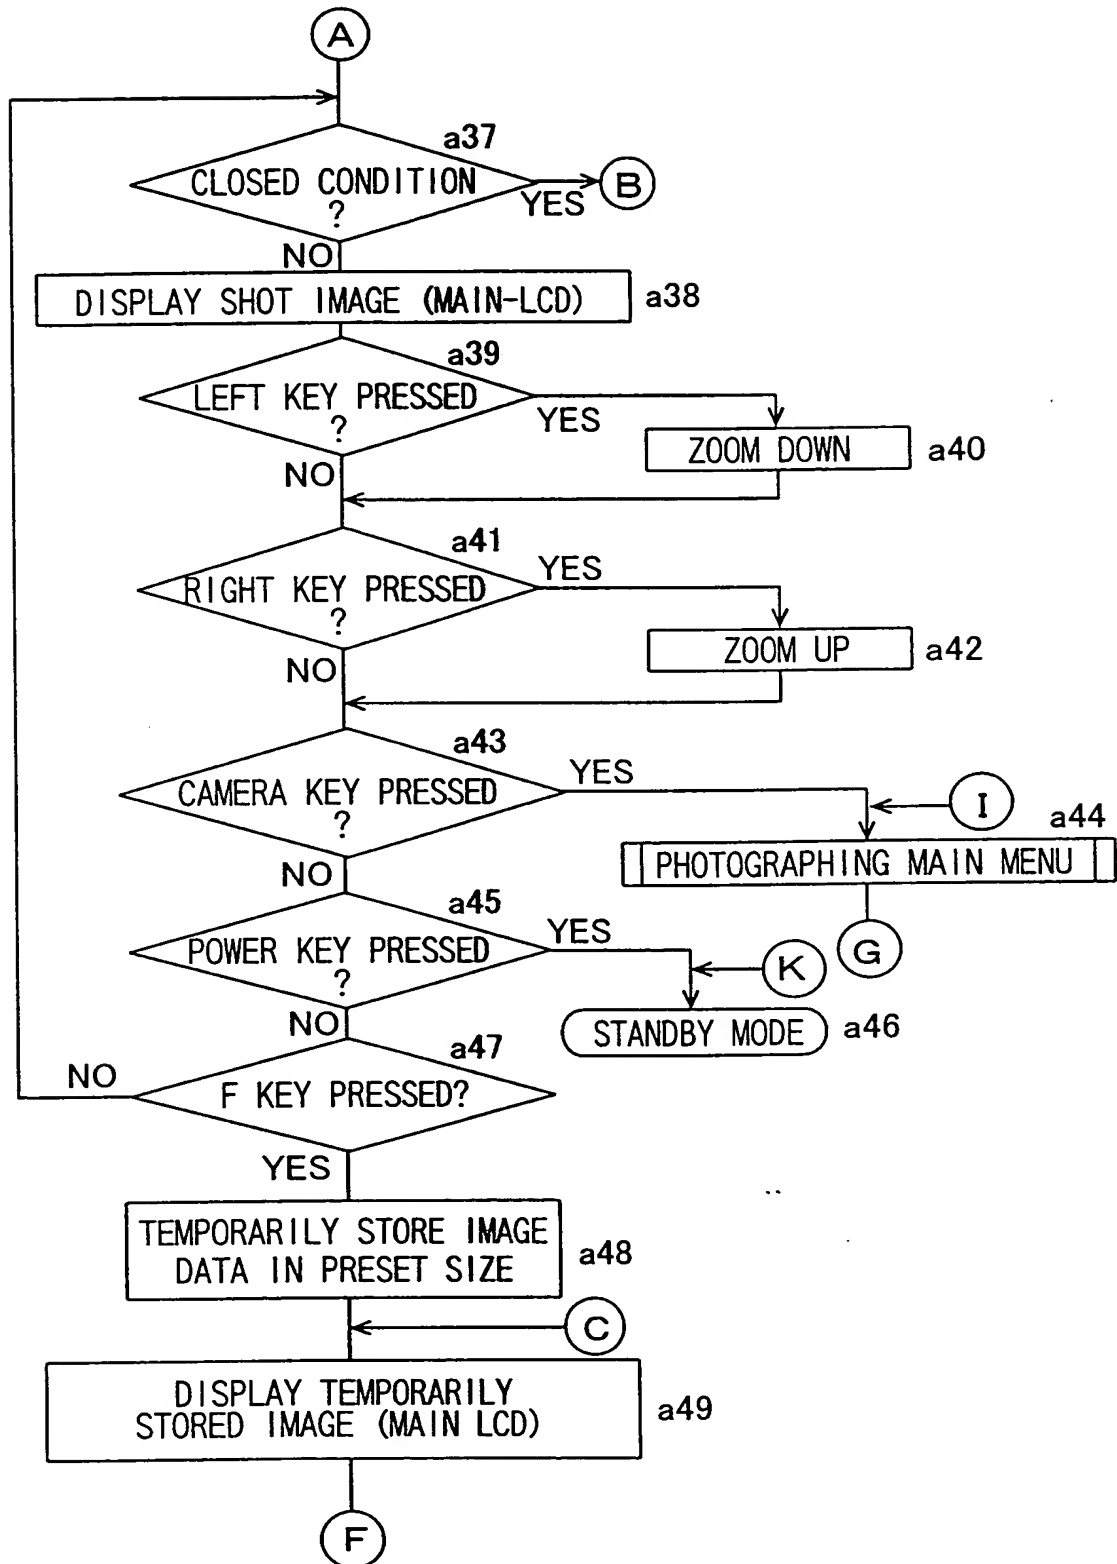 A
a37
CLOSED CONDITION
?
YES
B
NO
DISPLAY SHOT IMAGE (MAIN-LCD)
a38
a39
LEFT KEY PRESSED
?
YES
ZOOM DOWN
a40
NO
a41
RIGHT KEY PRESSED
?
YES
ZOOM UP
a42
NO
a43
CAMERA KEY PRESSED
?
YES
I
a44
PHOTOGRAPHING MAIN MENU
NO
a45
POWER KEY PRESSED
?
YES
K
G
STANDBY MODE
a46
NO
a47
F KEY PRESSED?
NO
YES
TEMPORARILY STORE IMAGE
DATA IN PRESET SIZE
a48
C
DISPLAY TEMPORARILY
STORED IMAGE (MAIN LCD)
a49
F